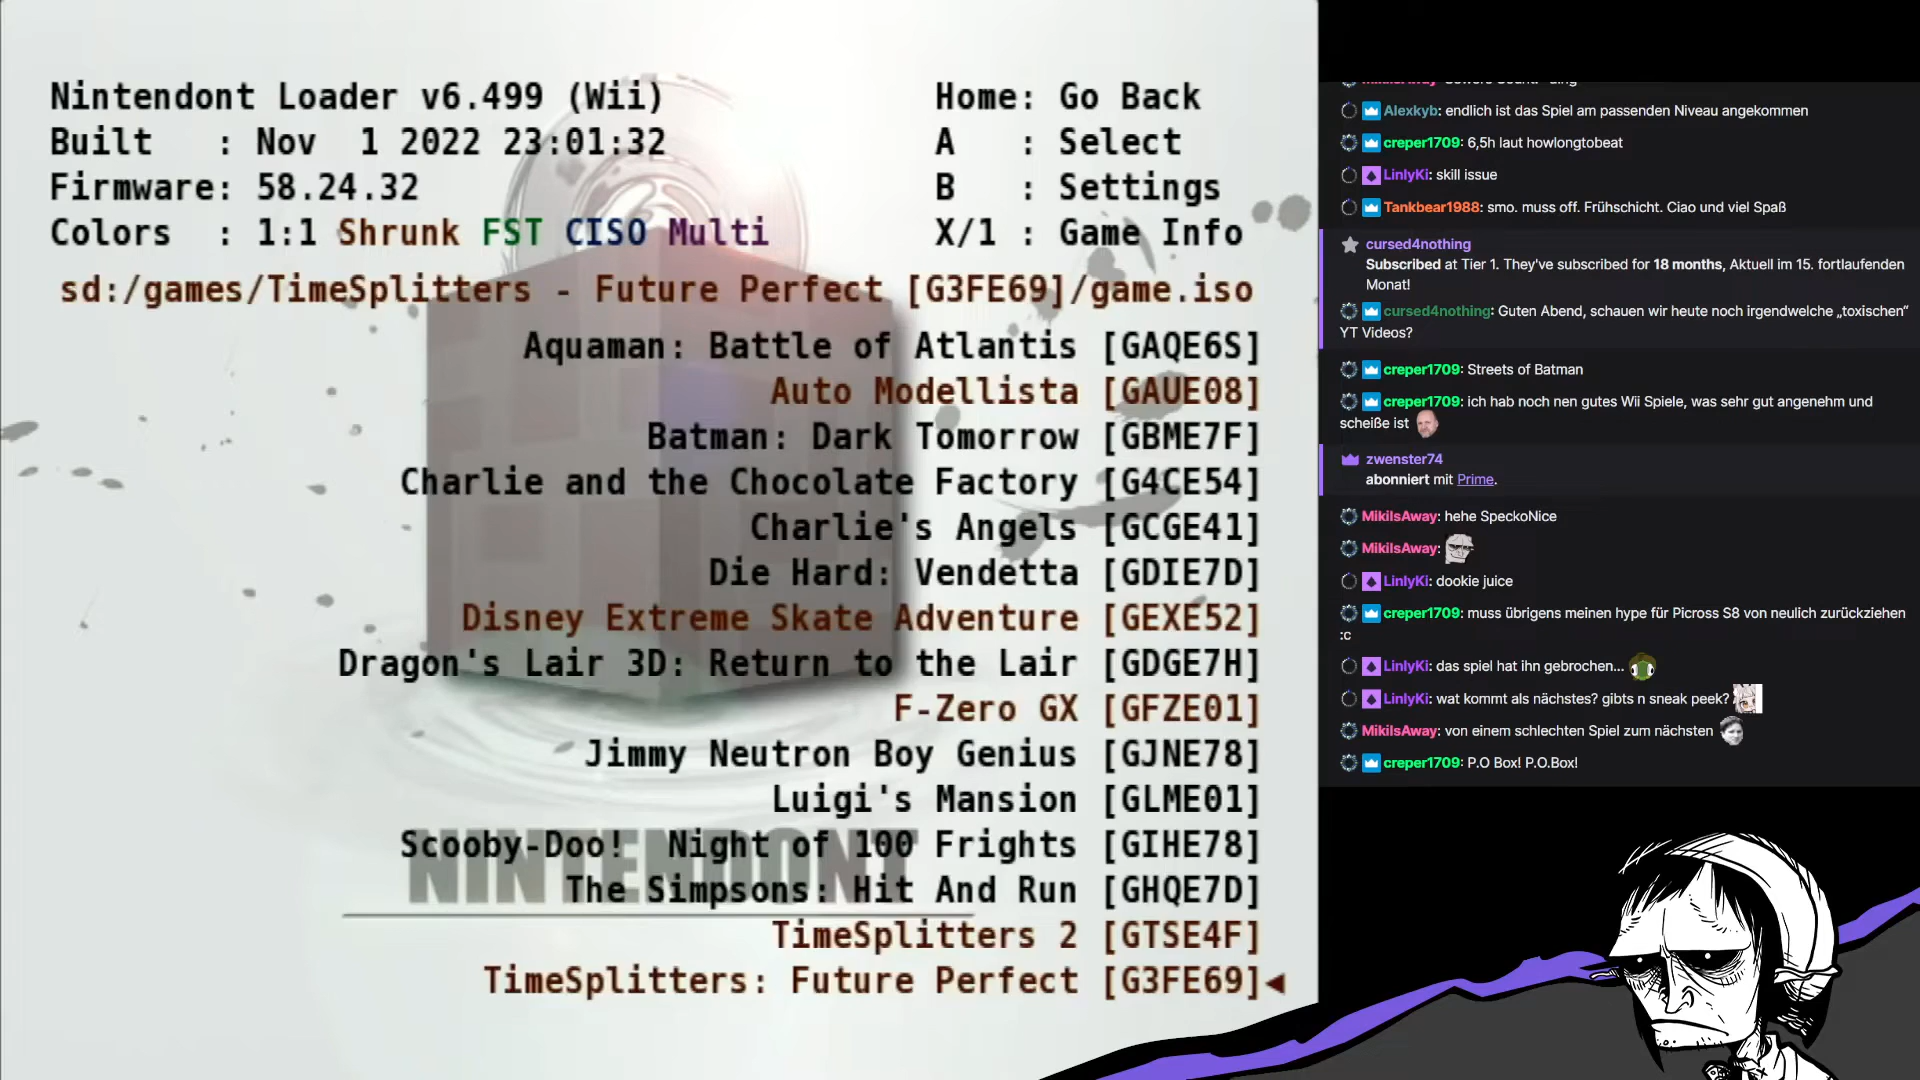 Nintendont Loader v6.499 (Wii)
Built : Nov 1 2022 23:01:32
Firmware: 58.24.32
Colors : 1:1 Shrunk FST CISO Multi
Home: Go Back
A : Select
B : Settings
X/1 : Game Info
sd:/games/TimeSplitters - Future Perfect [G3FE69]/game.iso
Aquaman: Battle of Atlantis [GAQE6S]
Auto Modellista [GAUE08]
Batman: Dark Tomorrow [GBME7F]
Charlie and the Chocolate Factory [G4CE54]
Charlie's Angels [GCGE41]
Die Hard: Vendetta [GDIE7D]
Disney Extreme Skate Adventure [GEXE52]
Dragon's Lair 3D: Return to the Lair [GDGE7H]
F-Zero GX [GFZE01]
Jimmy Neutron Boy Genius [GJNE78]
Luigi's Mansion [GLME01]
Scooby-Doo! Night of 100 Frights [GIHE78]
The Simpsons: Hit And Run [GHQE7D]
TimeSplitters 2 [GTSE4F]
TimeSplitters: Future Perfect [G3FE69]
NINTENDONT
Alexkyb: endlich ist das Spiel am passenden Niveau angekommen
creper1709: 6,5h laut howlongtobeat
LinlyKi: skill issue
Tankbear1988: smo. muss off. Frühschicht. Ciao und viel Spaß
cursed4nothing
Subscribed at Tier 1. They've subscribed for 18 months, Aktuell im 15. fortlaufenden
Monat!
cursed4nothing: Guten Abend, schauen wir heute noch irgendwelche „toxischen“
YT Videos?
creper1709: Streets of Batman
creper1709: ich hab noch nen gutes Wii Spiele, was sehr gut angenehm und
scheiße ist
zwenster74
abonniert mit Prime.
MikilsAway: hehe SpeckoNice
MikilsAway:
LinlyKi: dookie juice
creper1709: muss übrigens meinen hype für Picross S8 von neulich zurückziehen
:c
LinlyKi: das spiel hat ihn gebrochen...
LinlyKi: wat kommt als nächstes? gibts n sneak peek?
MikilsAway: von einem schlechten Spiel zum nächsten
creper1709: P.O Box! P.O.Box!